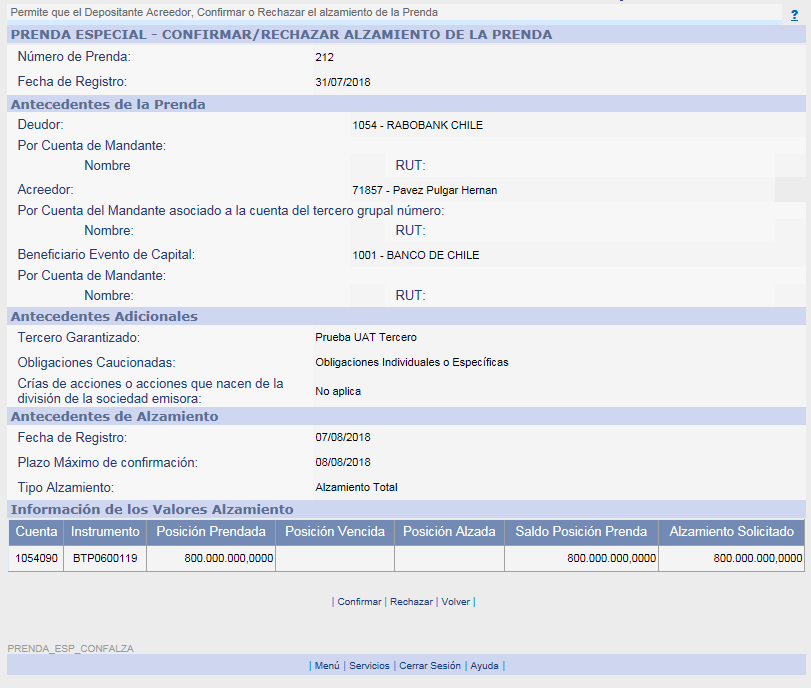 Permite que el Depositante Acreedor, Confirmar o Rechazar el alzamiento de la Prenda
?
PRENDA ESPECIAL - CONFIRMAR/RECHAZAR ALZAMIENTO DE LA PRENDA
Número de Prenda: 212
Fecha de Registro: 31/07/2018
Antecedentes de la Prenda
Deudor: 1054 - RABOBANK CHILE
Por Cuenta de Mandante:
Nombre RUT:
Acreedor: 71857 - Pavez Pulgar Hernan
Por Cuenta del Mandante asociado a la cuenta del tercero grupal número:
Nombre: RUT:
Beneficiario Evento de Capital: 1001 - BANCO DE CHILE
Por Cuenta de Mandante:
Nombre: RUT:
Antecedentes Adicionales
Tercero Garantizado: Prueba UAT Tercero
Obligaciones Caucionadas: Obligaciones Individuales o Específicas
Crías de acciones o acciones que nacen de la
división de la sociedad emisora: No aplica
Antecedentes de Alzamiento
Fecha de Registro: 07/08/2018
Plazo Máximo de confirmación: 08/08/2018
Tipo Alzamiento: Alzamiento Total
Información de los Valores Alzamiento
Cuenta Instrumento Posición Prendada Posición Vencida Posición Alzada Saldo Posición Prenda Alzamiento Solicitado
1054090 BTP0600119 800.000.000,0000 800.000.000,0000 800.000.000,0000
| Confirmar | Rechazar | Volver |
PRENDA_ESP_CONFALZA
| Menú | Servicios | Cerrar Sesión | Ayuda |